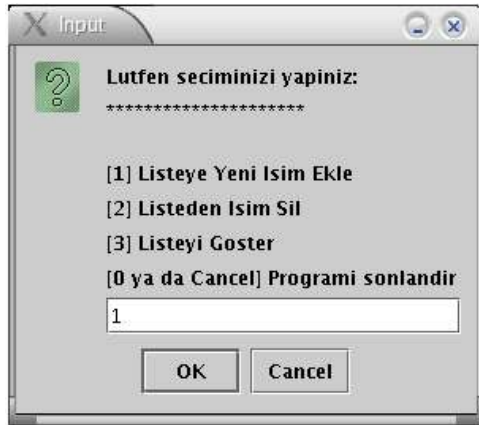 Input
Lutfen seciminizi yapiniz:
*********************
[1] Listeye Yeni Isim Ekle
[2] Listeden Isim Sil
[3] Listeyi Goster
[0 ya da Cancel] Programi sonlandir
1
OK Cancel